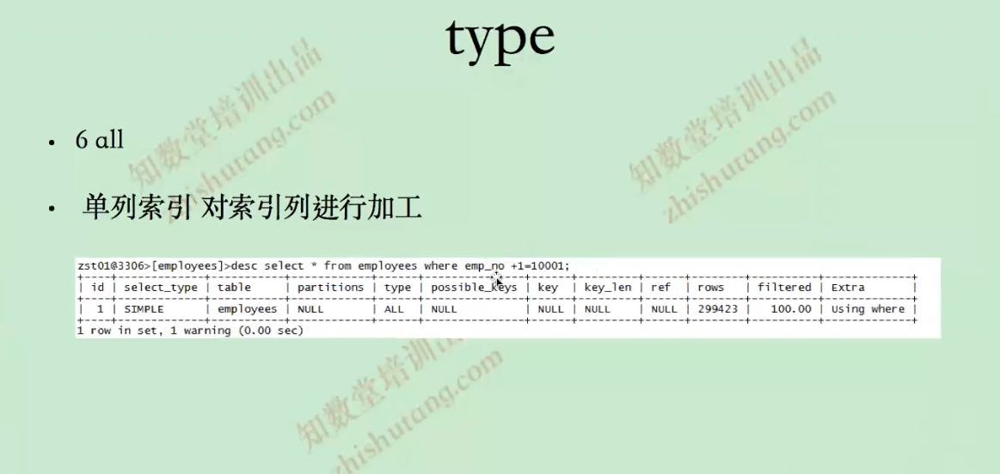 type
• 6 all
• 单列索引 对索引列进行加工
zst01@3306>[employees]>desc select * from employees where emp_no +1=10001;
+----+-------------+-----------+------------+------+---------------+------+---------+------+--------+----------+-------------+
| id | select_type | table | partitions | type | possible_keys | key | key_len | ref | rows | filtered | Extra |
+----+-------------+-----------+------------+------+---------------+------+---------+------+--------+----------+-------------+
| 1 | SIMPLE | employees | NULL | ALL | NULL | NULL | NULL | NULL | 299423 | 100.00 | Using where |
+----+-------------+-----------+------------+------+---------------+------+---------+------+--------+----------+-------------+
1 row in set, 1 warning (0.00 sec)
知数堂培训出品
zhishutang.com
知数堂培训出品
zhishutang.com
知数堂培训出品
zhishutang.com